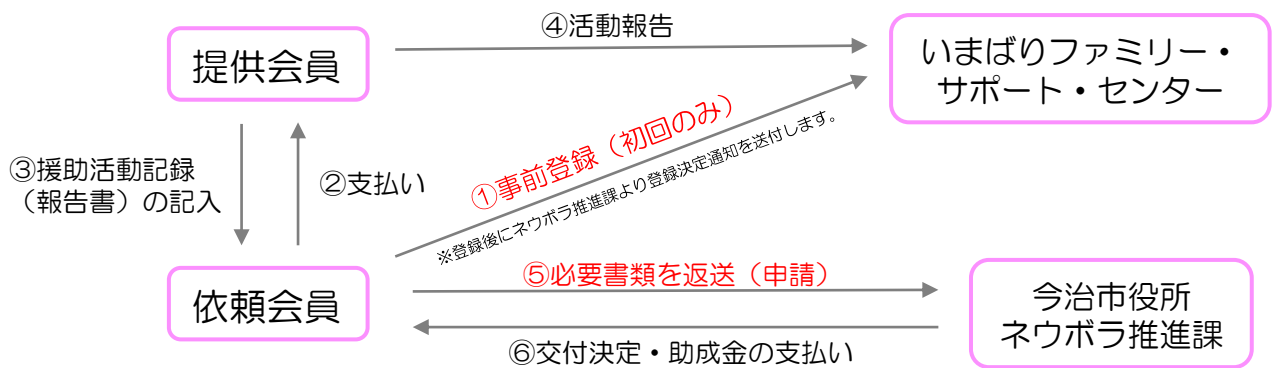 ④活動報告
提供会員
いまばりファミリー・
サポート・センター
①事前登録（初回のみ）
※登録後にネウボラ推進課より登録決定通知を送付します。
③援助活動記録
（報告書）の記入
②支払い
⑤必要書類を返送（申請）
依頼会員
今治市役所
ネウボラ推進課
⑥交付決定・助成金の支払い